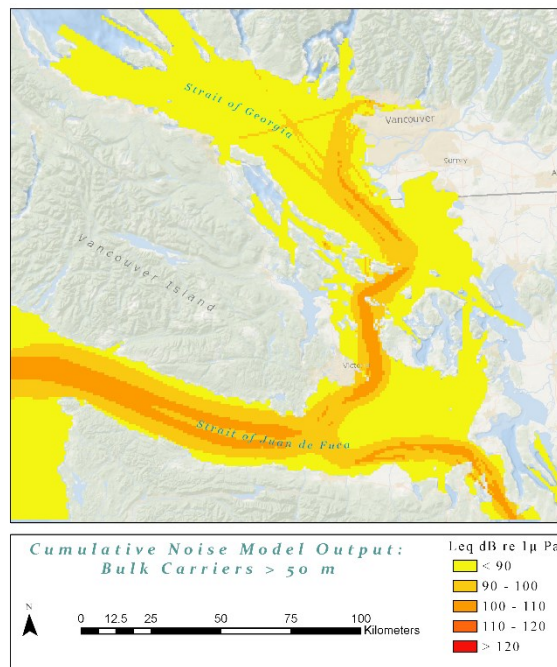 Strait of Georgia
Vancouver
Surrey
Vancouver Island
Victo
Strait of Juan de Fuca
Cumulative Noise Model Output:
Bulk Carriers > 50 m
N
0 12.5 25 50 75 100
Kilometers
Leq dB re 1µ Pa
< 90
90 - 100
100 - 110
110 - 120
> 120